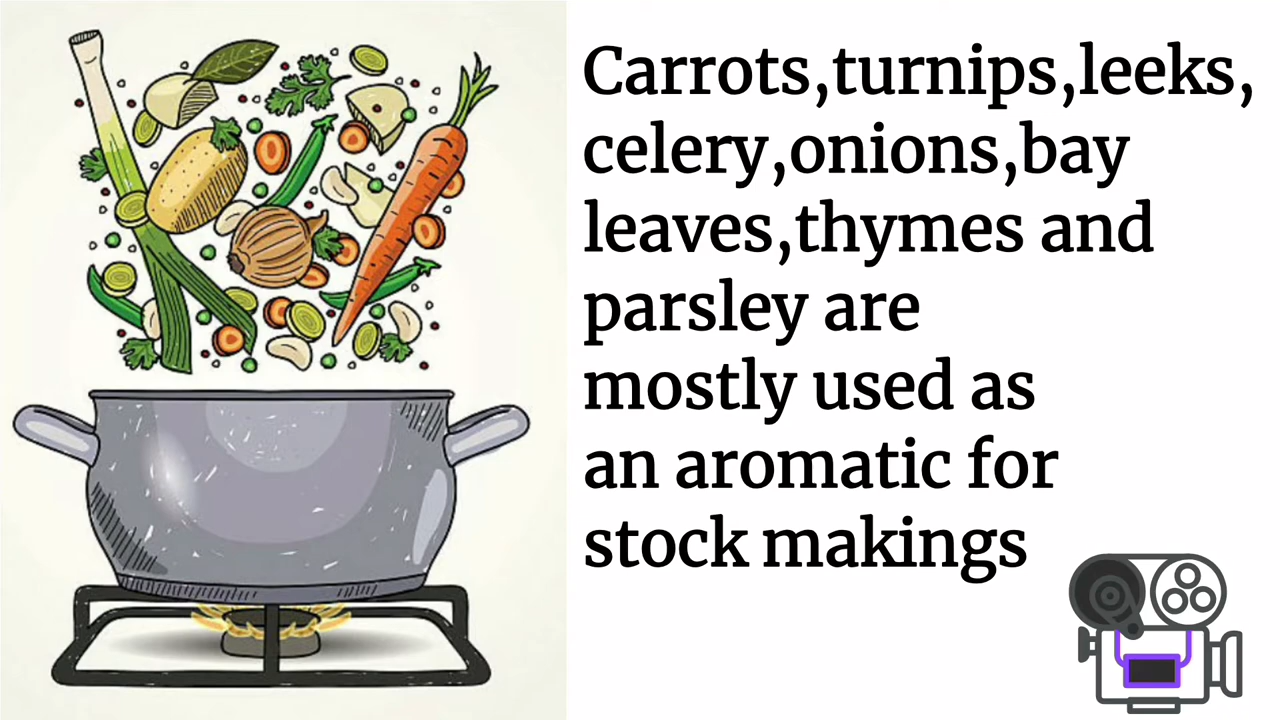 Carrots,turnips,leeks,
celery,onions,bay
leaves,thymes and
parsley are
mostly used as
an aromatic for
stock makings